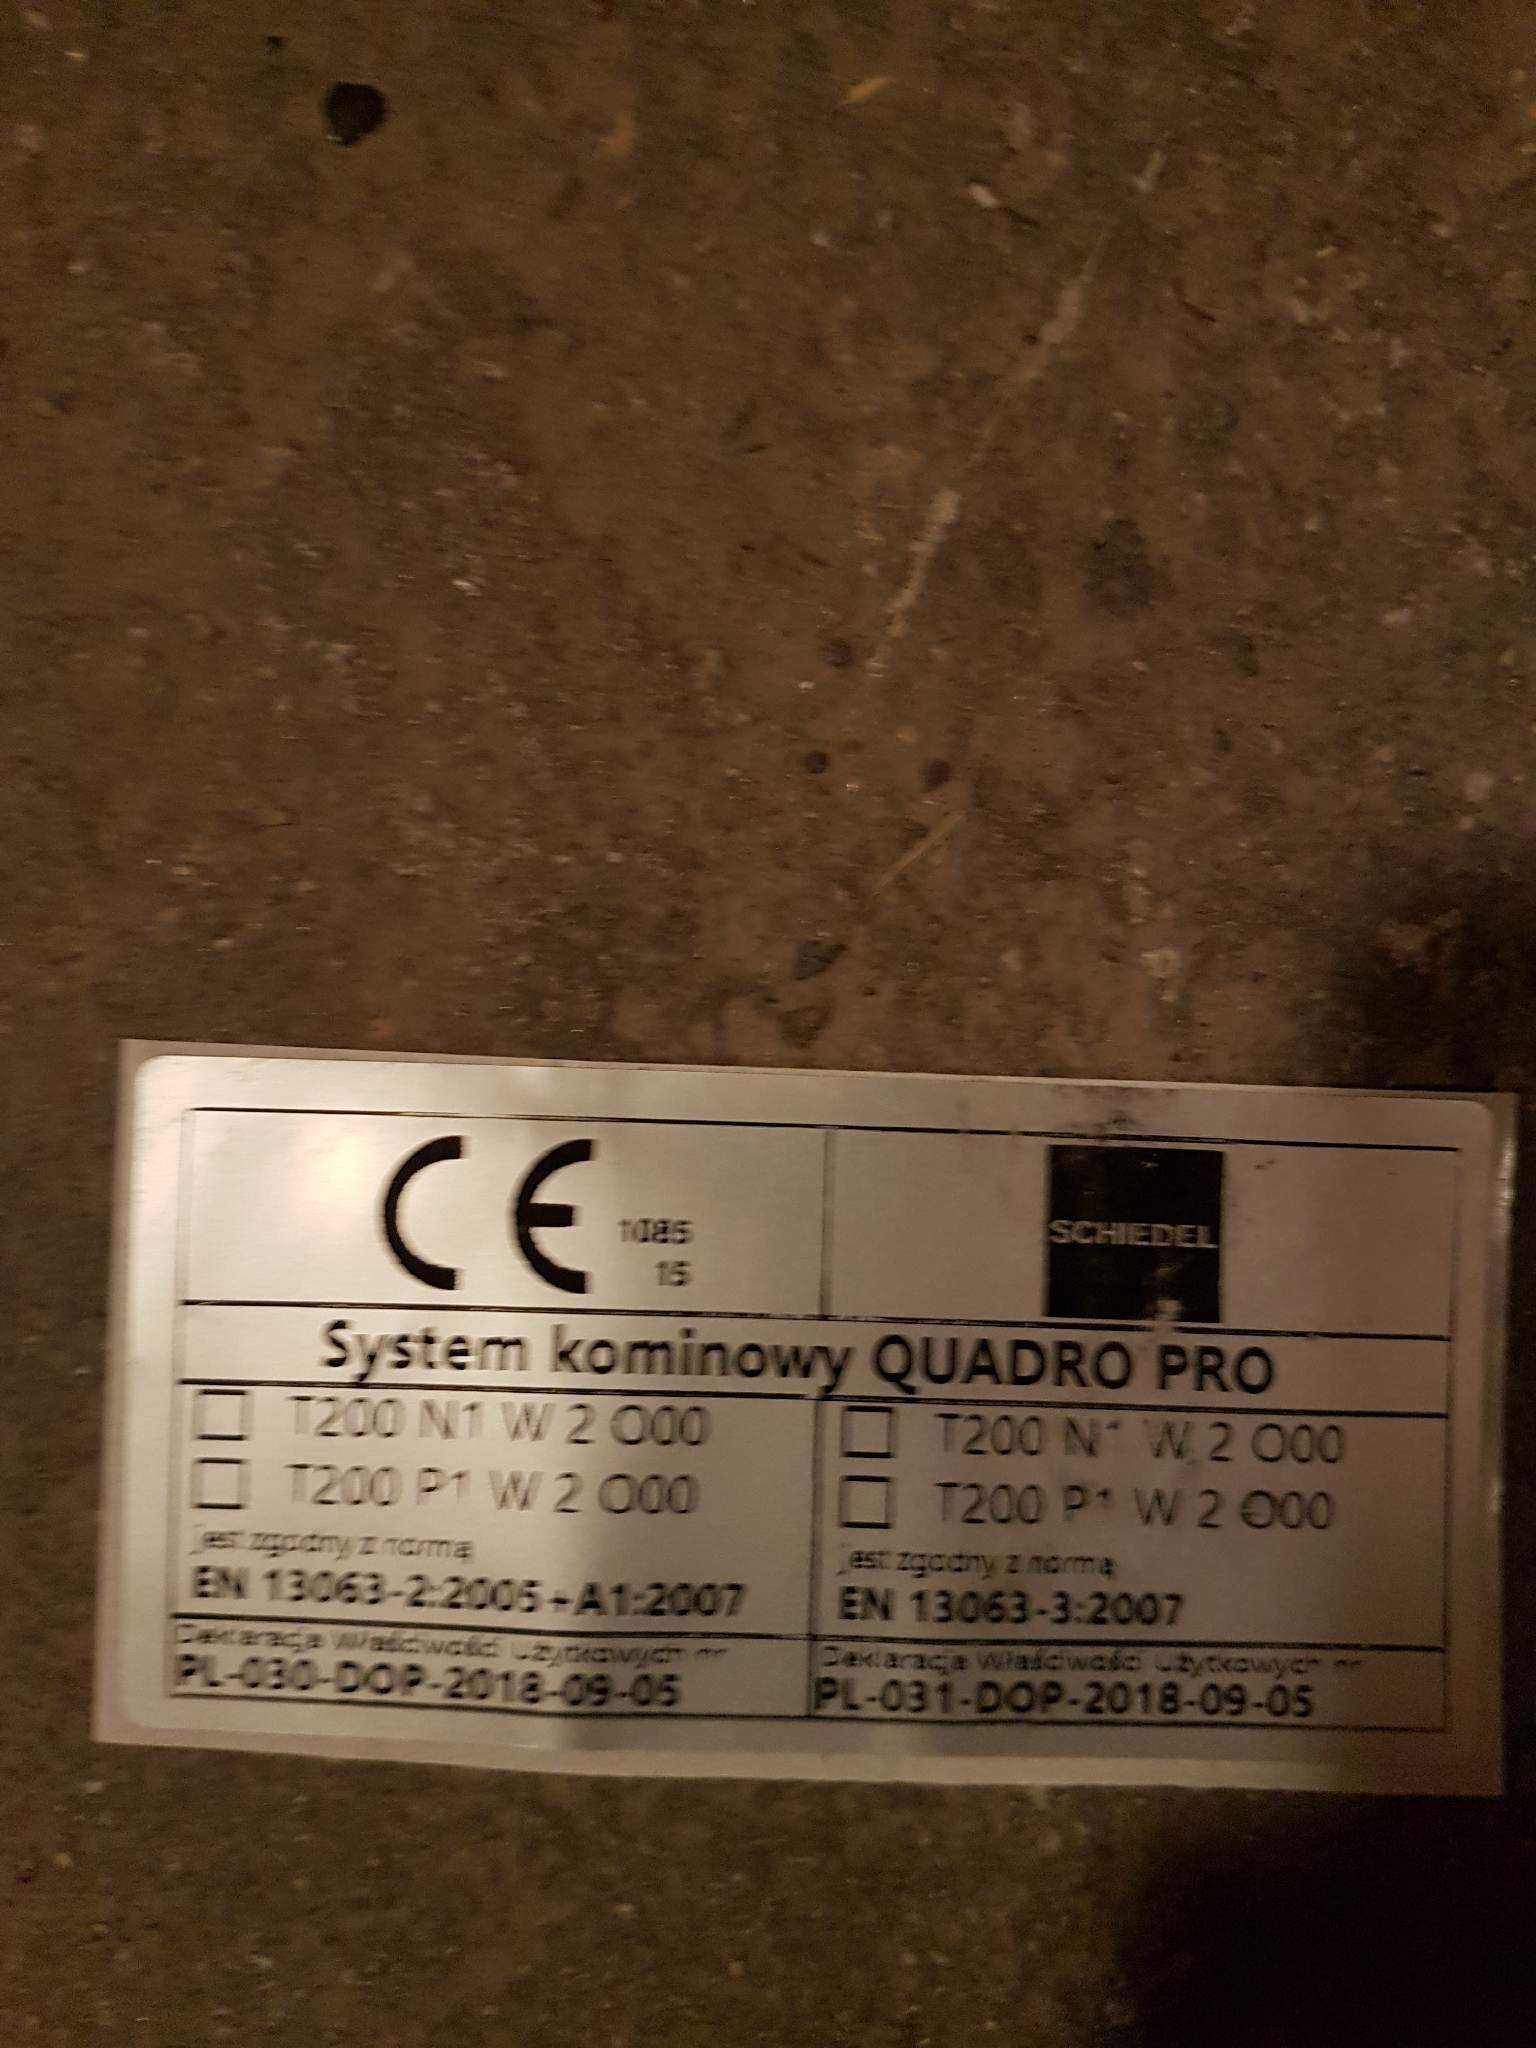 CE 1085
15
SCHIEDEL
System kominowy QUADRO PRO
T200 N1 W 2 O00
T200 P1 W 2 O00
jest zgodny z normą
EN 13063-2:2005+A1:2007
Deklaracja Właściwości Użytkowych nr
PL-030-DOP-2018-09-05
T200 N1 W 2 O00
T200 P1 W 2 O00
jest zgodny z normą
EN 13063-3:2007
Deklaracja Właściwości Użytkowych nr
PL-031-DOP-2018-09-05